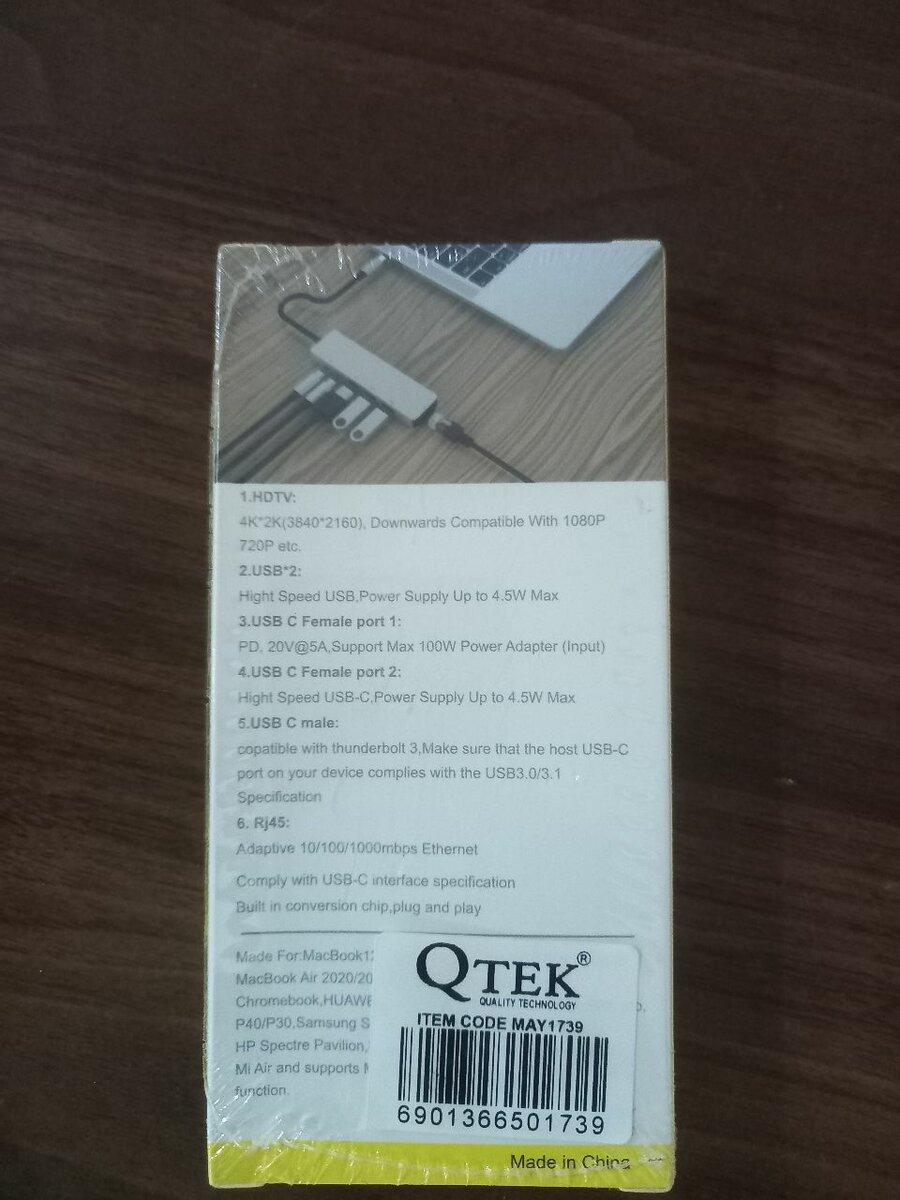 1.HDTV:
4K*2K(3840*2160), Downwards Compatible With 1080P
720P etc.
2.USB*2:
Hight Speed USB,Power Supply Up to 4.5W Max
3.USB C Female port 1:
PD, 20V@5A,Support Max 100W Power Adapter (Input)
4.USB C Female port 2:
Hight Speed USB-C,Power Supply Up to 4.5W Max
5.USB C male:
copatible with thunderbolt 3,Make sure that the host USB-C
port on your device complies with the USB3.0/3.1
Specification
6. Rj45:
Adaptive 10/100/1000mbps Ethernet
Comply with USB-C interface specification
Built in conversion chip,plug and play
Made For:MacBook
MacBook Air 2020/20
Chromebook,HUAWE
P40/P30,Samsung S
HP Spectre Pavilion,
Mi Air and supports
function.
QTEK®
QUALITY TECHNOLOGY
ITEM CODE MAY1739
6901366501739
Made in China